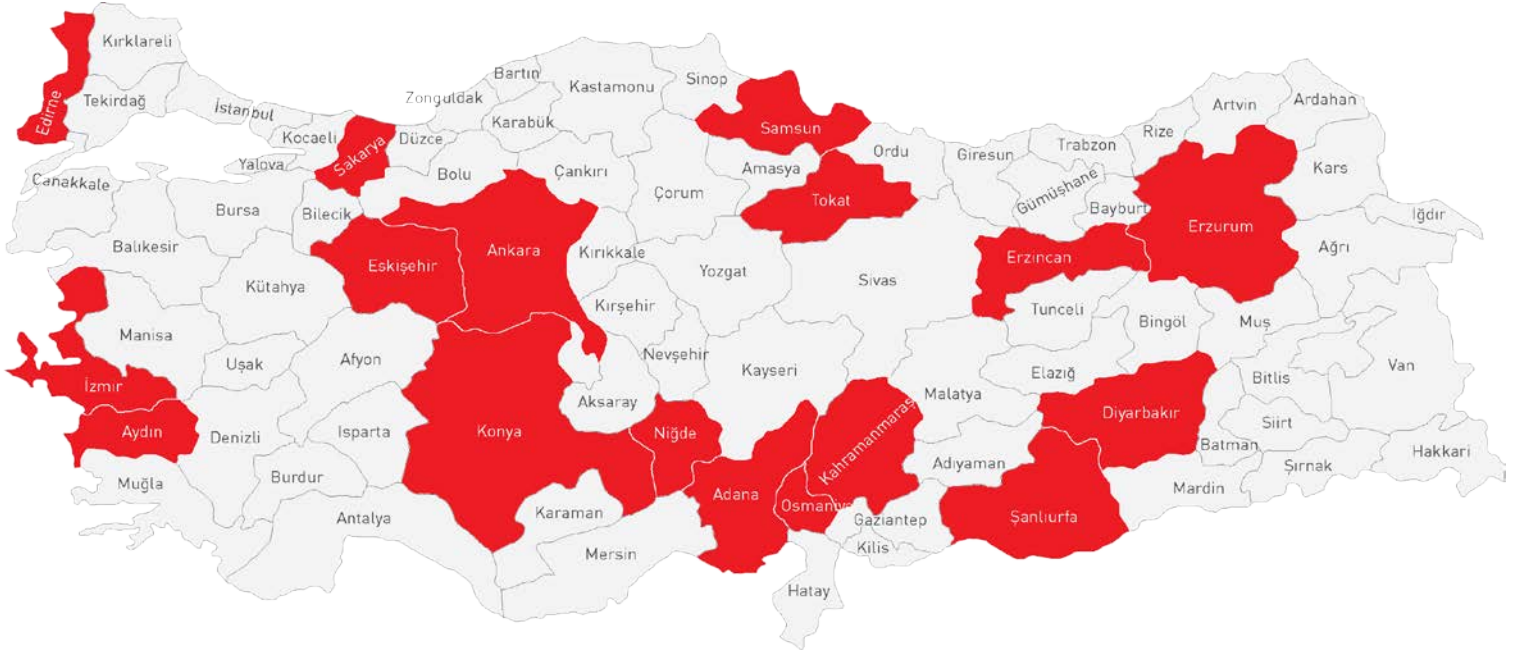 Kırklareli
Edirne
Tekirdağ
İstanbul
Kocaeli
Yalova
Sakarya
Düzce
Zonguldak
Bartın
Karabük
Kastamonu
Sinop
Samsun
Ordu
Giresun
Trabzon
Rize
Artvin
Ardahan
Kars
Iğdır
Ağrı
Erzurum
Bayburt
Gümüşhane
Erzincan
Tokat
Amasya
Çorum
Çankırı
Bolu
Bilecik
Bursa
Çanakkale
Balıkesir
Kütahya
Eskişehir
Ankara
Kırıkkale
Yozgat
Sivas
Tunceli
Bingöl
Muş
Van
Bitlis
Elazığ
Malatya
Kayseri
Nevşehir
Kırşehir
Aksaray
Afyon
Uşak
Manisa
İzmir
Aydın
Denizli
Isparta
Konya
Niğde
Adana
Osmaniye
Kahramanmaraş
Adıyaman
Diyarbakır
Batman
Siirt
Şırnak
Hakkari
Mardin
Şanlıurfa
Gaziantep
Kilis
Hatay
Mersin
Karaman
Antalya
Burdur
Muğla